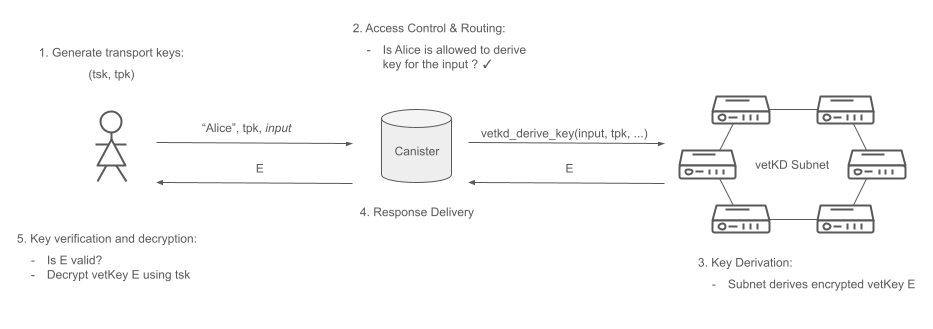 2. Access Control & Routing:
- Is Alice is allowed to derive
key for the input ? ✓
1. Generate transport keys:
(tsk, tpk)
"Alice", tpk, input
Canister
vetkd_derive_key(input, tpk, ...)
vetKD Subnet
E
E
4. Response Delivery
5. Key verification and decryption:
- Is E valid?
- Decrypt vetKey E using tsk
3. Key Derivation:
- Subnet derives encrypted vetKey E